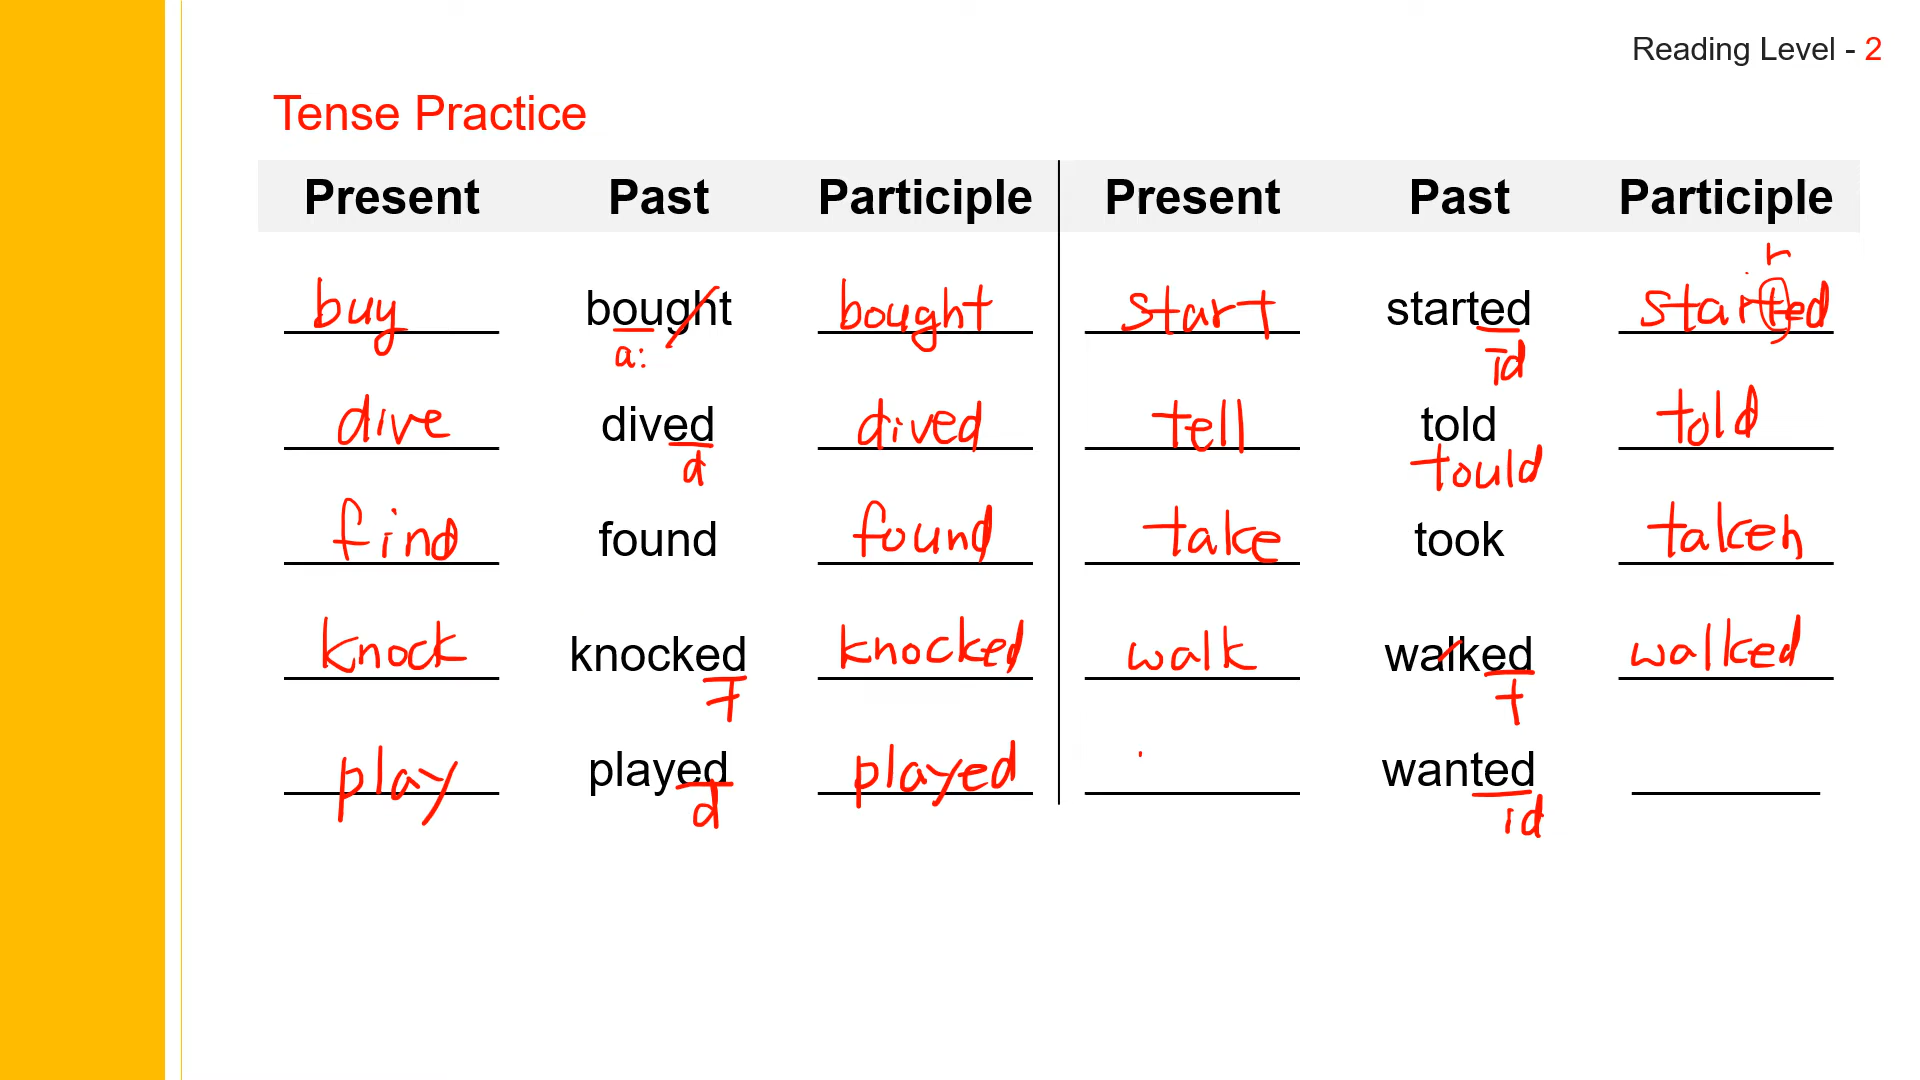 Reading Level - 2
Tense Practice
Present Past Participle Present Past Participle
r
buy bought bought start started started
a: id
dive dived dived tell told told
d tould
find found found take took taken
knock knocked knocked walk walked walked
t t
play played played wanted
d id